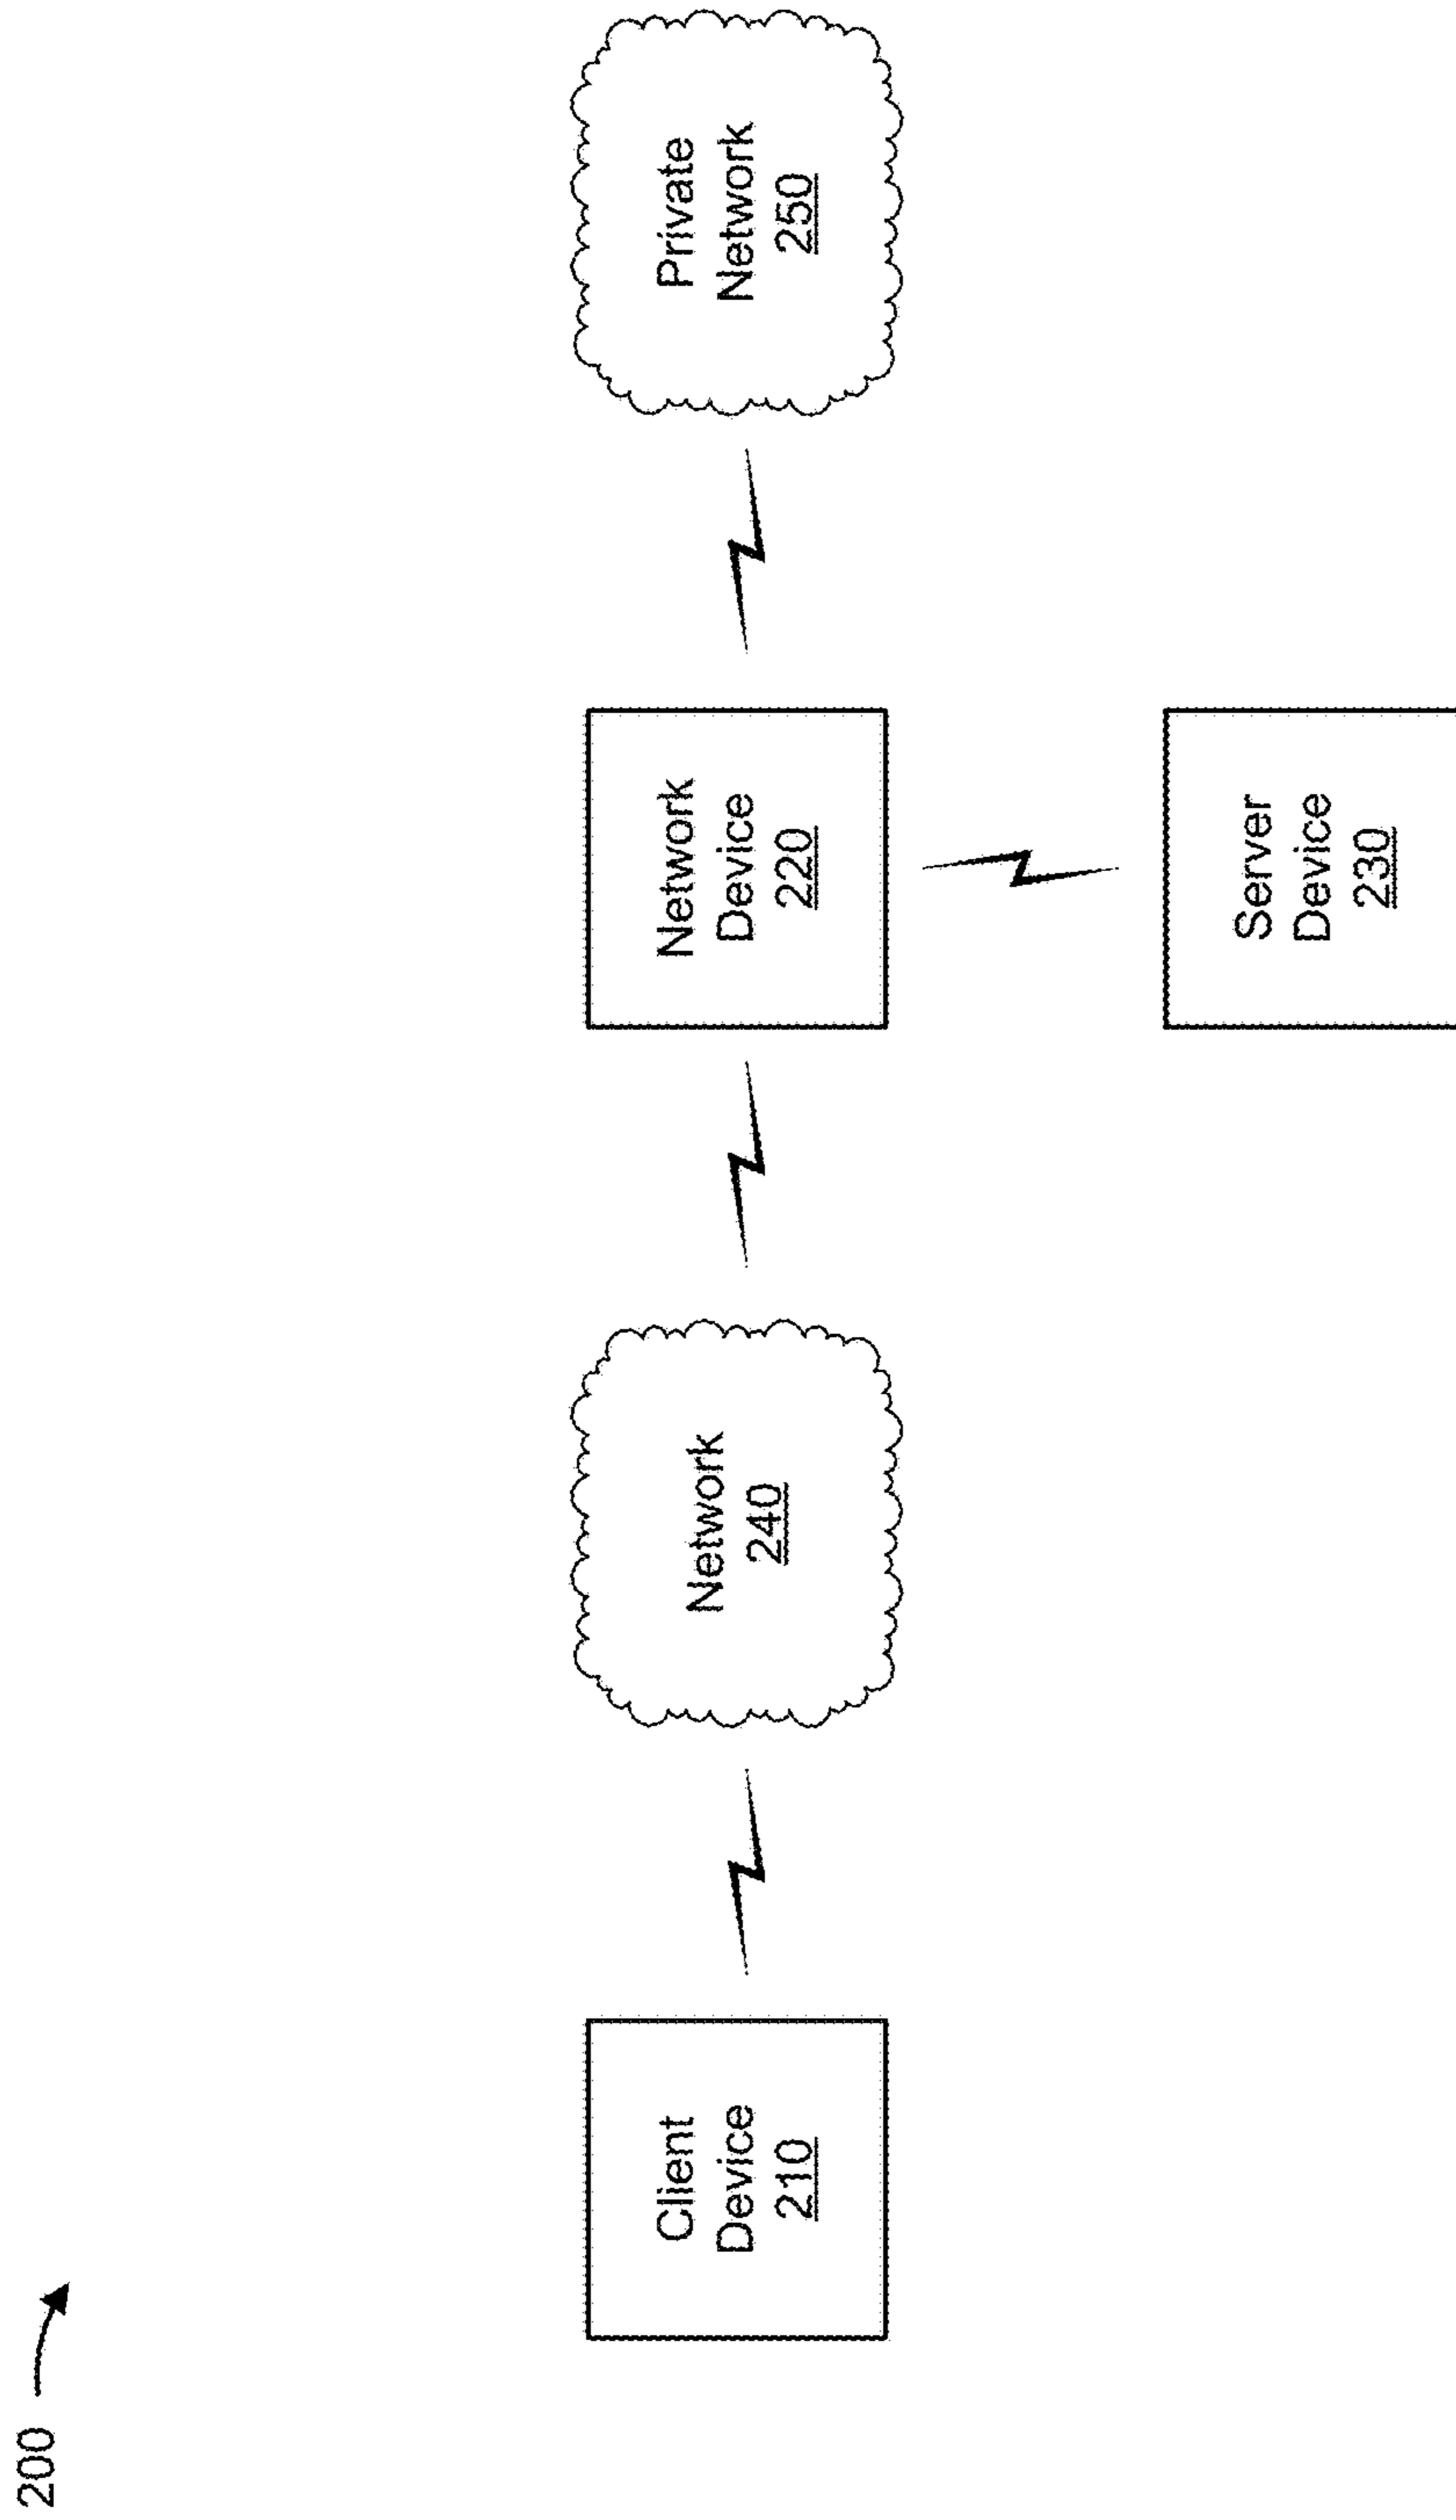 200
Client
Device
210
Network
240
Network
Device
220
Private
Network
250
Server
Device
230